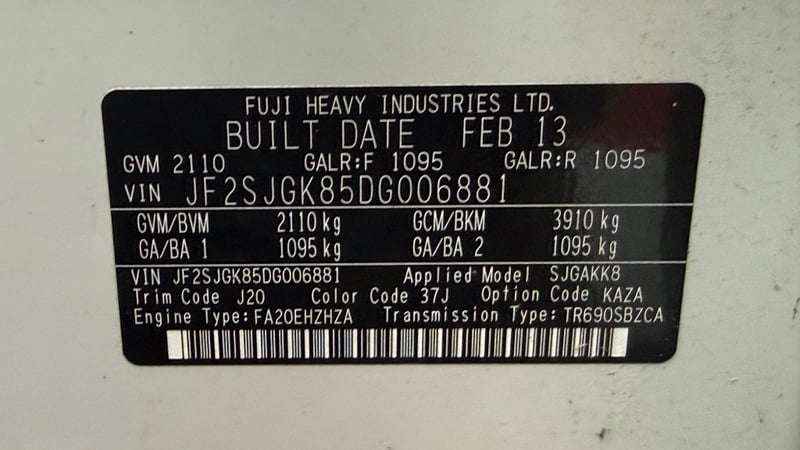 FUJI HEAVY INDUSTRIES LTD.
BUILT DATE FEB 13
GVM 2110 GALR:F 1095 GALR:R 1095
VIN JF2SJGK85DG006881
GVM/BVM 2110 kg GCM/BKM 3910 kg
GA/BA 1 1095 kg GA/BA 2 1095 kg
VIN JF2SJGK85DG006881 Applied Model SJGAKK8
Trim Code J20 Color Code 37J Option Code KAZA
Engine Type:FA20EHZHZA Transmission Type:TR690SBZCA